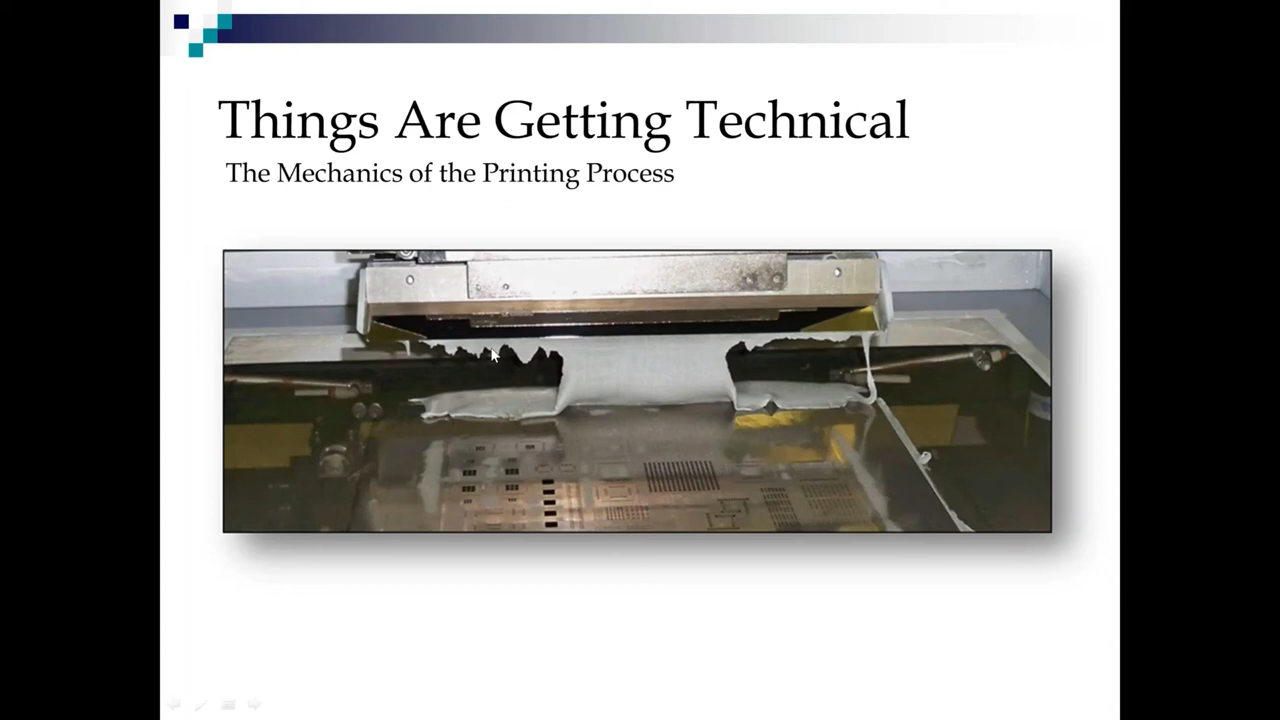 Things Are Getting Technical
The Mechanics of the Printing Process